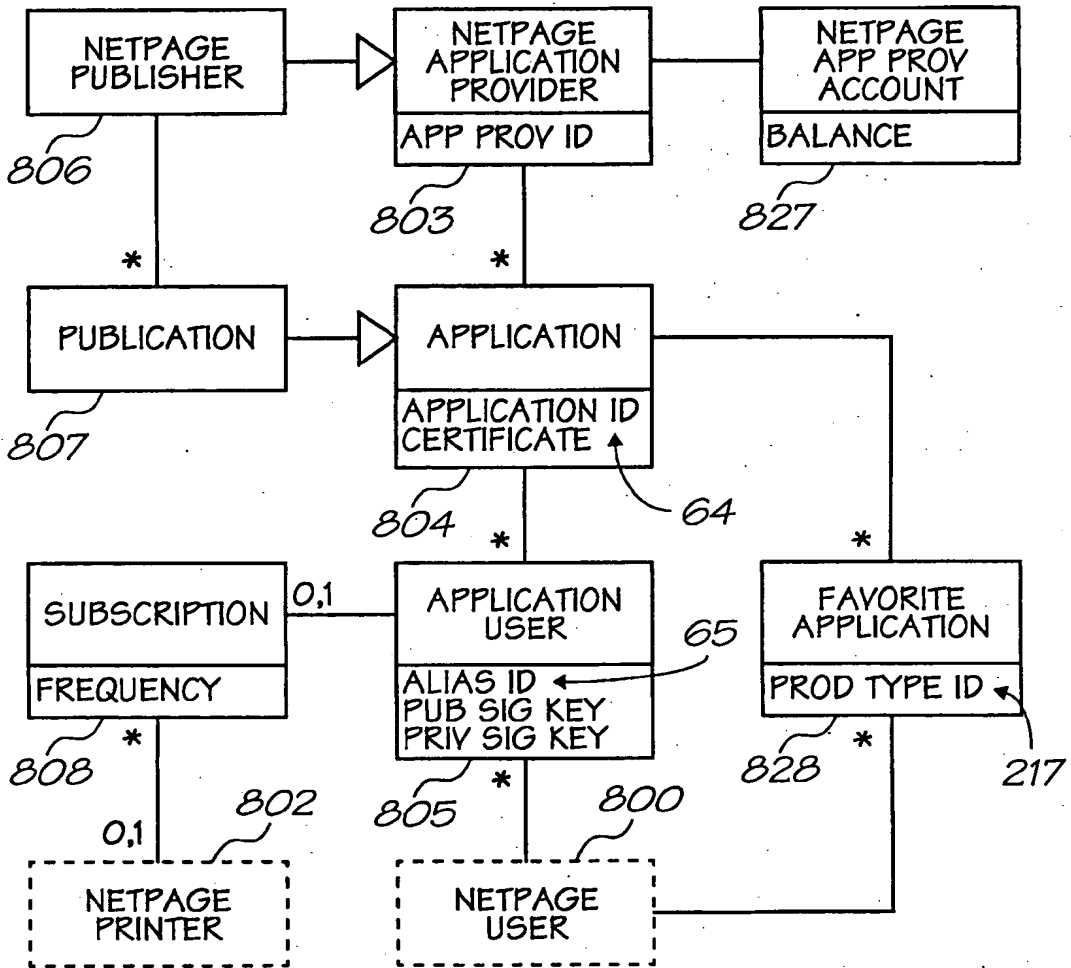 NETPAGE
PUBLISHER
806
NETPAGE
APPLICATION
PROVIDER
APP PROV ID
803
NETPAGE
APP PROV
ACCOUNT
BALANCE
827
*
*
PUBLICATION
807
APPLICATION
APPLICATION ID
CERTIFICATE
804
64
*
*
SUBSCRIPTION
FREQUENCY
808
0,1
APPLICATION
USER
ALIAS ID
PUB SIG KEY
PRIV SIG KEY
805
65
FAVORITE
APPLICATION
PROD TYPE ID
828
217
*
*
*
0,1
802
800
NETPAGE
PRINTER
NETPAGE
USER